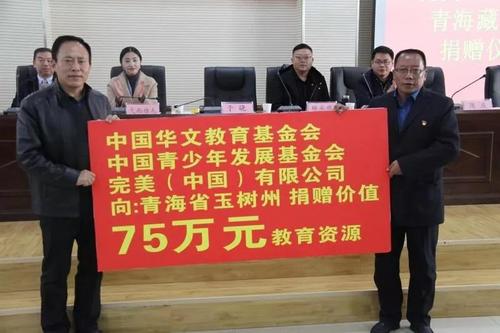 青海藏
捐赠仪
李晓
中国华文教育基金会
中国青少年发展基金会
完美（中国）有限公司
向:青海省玉树州 捐赠价值
75万元教育资源